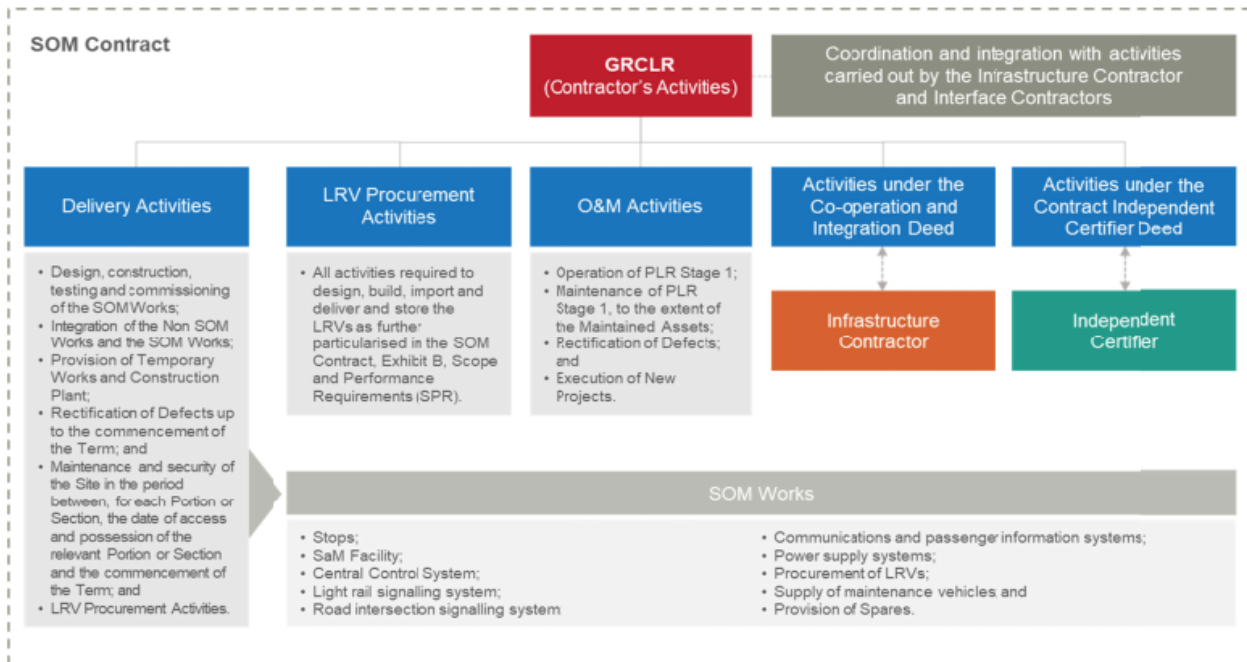 SOM Contract
GRCLR
(Contractor's Activities)
Coordination and integration with activities
carried out by the Infrastructure Contractor
and Interface Contractors
Delivery Activities
LRV Procurement
Activities
O&M Activities
Activities under the
Co-operation and
Integration Deed
Activities under the
Contract Independent
Certifier Deed
• Design, construction,
testing and commissioning
of the SOM Works;
• Integration of the Non SOM
Works and the SOM Works;
• Provision of Temporary
Works and Construction
Plant;
• Rectification of Defects up
to the commencement of
the Term; and
• Maintenance and security of
the Site in the period
between, for each Portion or
Section, the date of access
and possession of the
relevant Portion or Section
and the commencement of
the Term; and
• LRV Procurement Activities.
• All activities required to
design, build, import and
deliver and store the
LRVs as further
particularised in the SOM
Contract, Exhibit B, Scope
and Performance
Requirements (SPR).
• Operation of PLR Stage 1;
• Maintenance of PLR
Stage 1, to the extent of
the Maintained Assets;
• Rectification of Defects;
and
• Execution of New
Projects.
Infrastructure
Contractor
Independent
Certifier
SOM Works
• Stops;
• SaM Facility;
• Central Control System;
• Light rail signalling system;
• Road intersection signalling system
• Communications and passenger information systems;
• Power supply systems;
• Procurement of LRVs;
• Supply of maintenance vehicles and
• Provision of Spares.